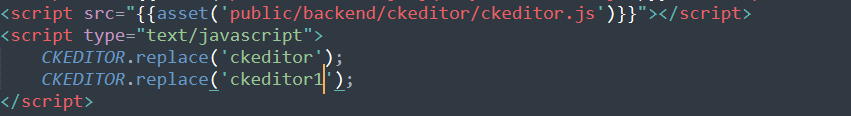 <script src="{{asset('public/backend/ckeditor/ckeditor.js')}}"></script>
<script type="text/javascript">
    CKEDITOR.replace('ckeditor');
    CKEDITOR.replace('ckeditor1');
</script>